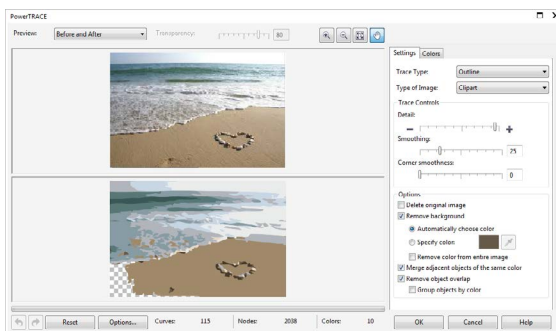 PowerTRACE
Preview: Before and After Transparency: 80
Settings Colors
Trace Type: Outline
Type of Image: Clipart
Trace Controls
Detail:
Smoothing:
25
Corner smoothness:
0
Options
Delete original image
Remove background
Automatically choose color
Specify color:
Remove color from entire image
Merge adjacent objects of the same color
Remove object overlap
Group objects by color
Reset Options... Curves: 115 Nodes: 2038 Colors: 10 OK Cancel Help